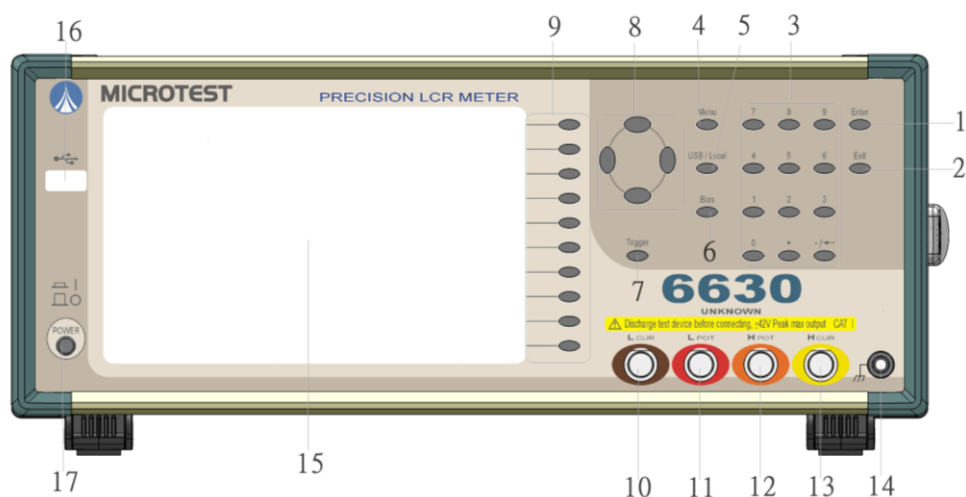 16
9
8
4
5
3
MICROTEST
PRECISION LCR METER
Menu 7 8 9 Enter
1
USB / Local 4 5 6 Exit
2
Bias 1 2 3
6
Trigger 0 • - / ←
7
6630
UNKNOWN
⚠ Discharge test device before connecting, ±42V Peak max output CAT I
POWER
L CUR L POT H POT H CUR
15
17
10 11 12 13 14